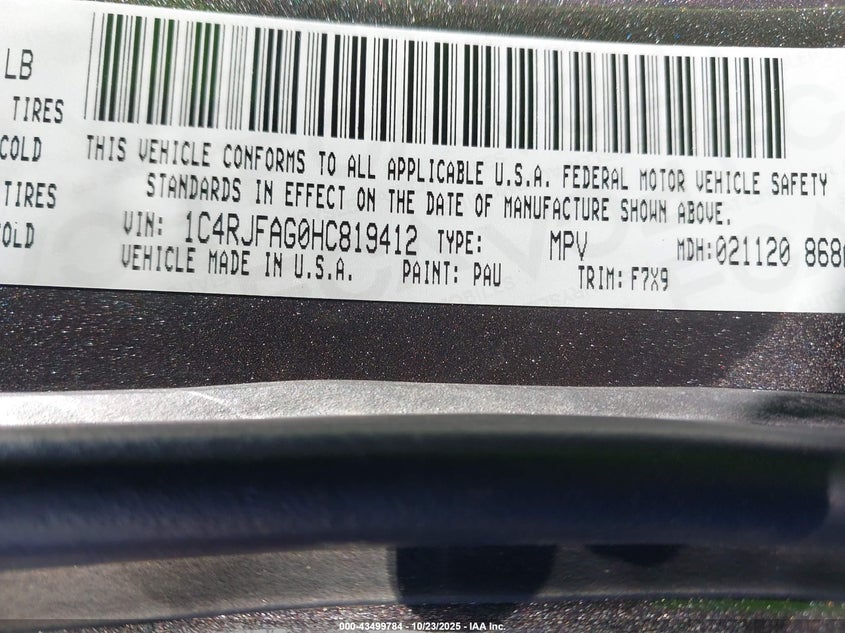 LB
TIRES
COLD
THIS VEHICLE CONFORMS TO ALL APPLICABLE U.S.A. FEDERAL MOTOR VEHICLE SAFETY
TIRES
STANDARDS IN EFFECT ON THE DATE OF MANUFACTURE SHOWN ABOVE.
OLD
VIN: 1C4RJFAG0HC819412 TYPE: MPV MDH:021120 868
VEHICLE MADE IN U.S.A. PAINT: PAU TRIM: F7X9
000-43499784 - 10/23/2025 - IAA Inc.